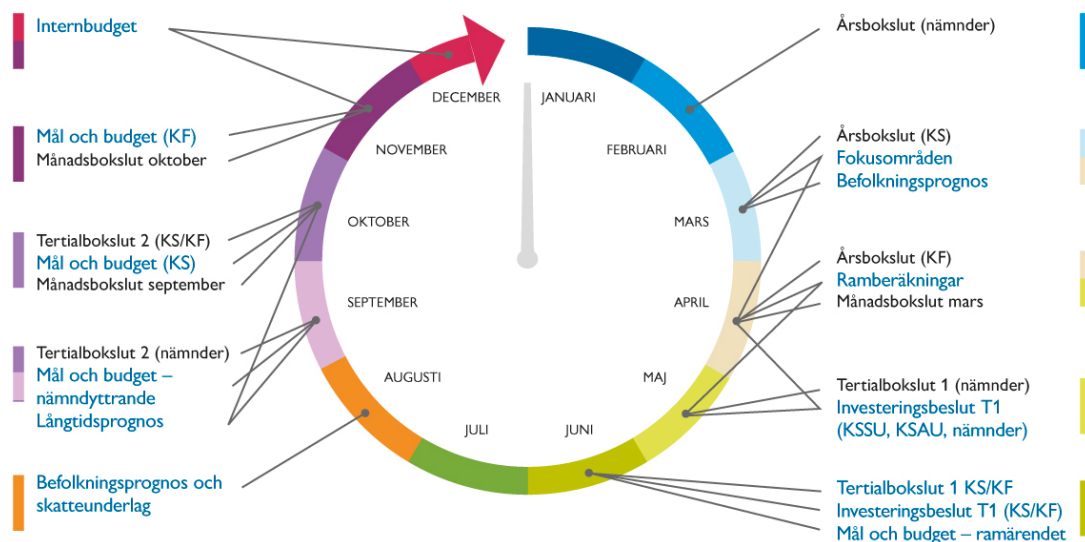 Internbudget
Mål och budget (KF)
Månadsbokslut oktober
Tertialbokslut 2 (KS/KF)
Mål och budget (KS)
Månadsbokslut september
Tertialbokslut 2 (nämnder)
Mål och budget –
nämndyttrande
Långtidsprognos
Befolkningsprognos och
skatteunderlag
DECEMBER
JANUARI
NOVEMBER
FEBRUARI
OKTOBER
MARS
SEPTEMBER
APRIL
AUGUSTI
MAJ
JULI
JUNI
Årsbokslut (nämnder)
Årsbokslut (KS)
Fokusområden
Befolkningsprognos
Årsbokslut (KF)
Ramberäkningar
Månadsbokslut mars
Tertialbokslut 1 (nämnder)
Investeringsbeslut T1
(KSSU, KSAU, nämnder)
Tertialbokslut 1 KS/KF
Investeringsbeslut T1 (KS/KF)
Mål och budget – ramärendet